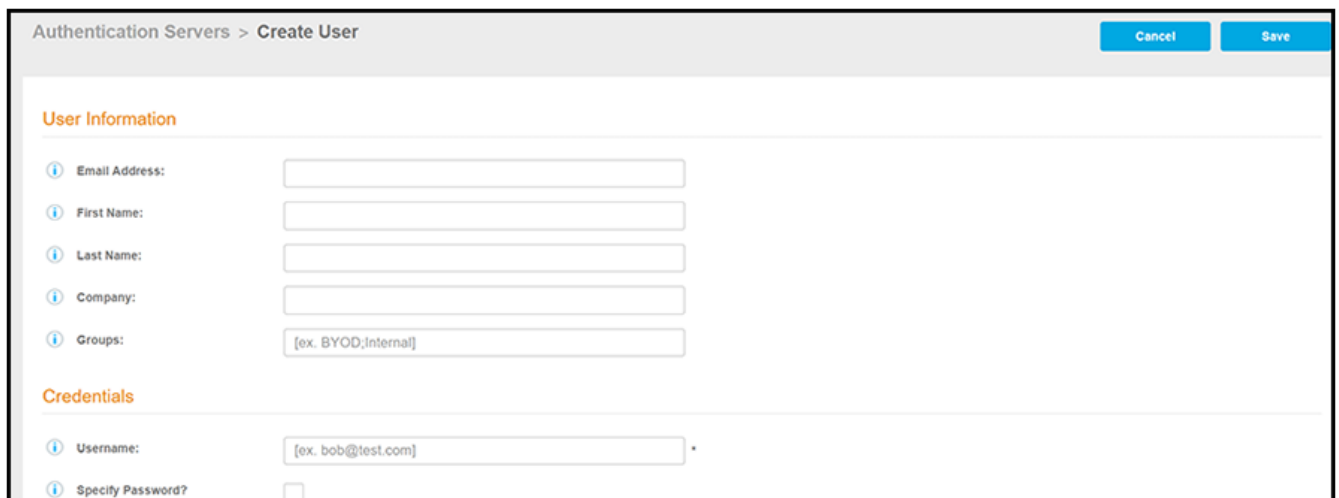 Authentication Servers > Create User
Cancel Save
User Information
Email Address:
First Name:
Last Name:
Company:
Groups: [ex. BYOD;Internal]
Credentials
Username: [ex. bob@test.com] *
Specify Password?